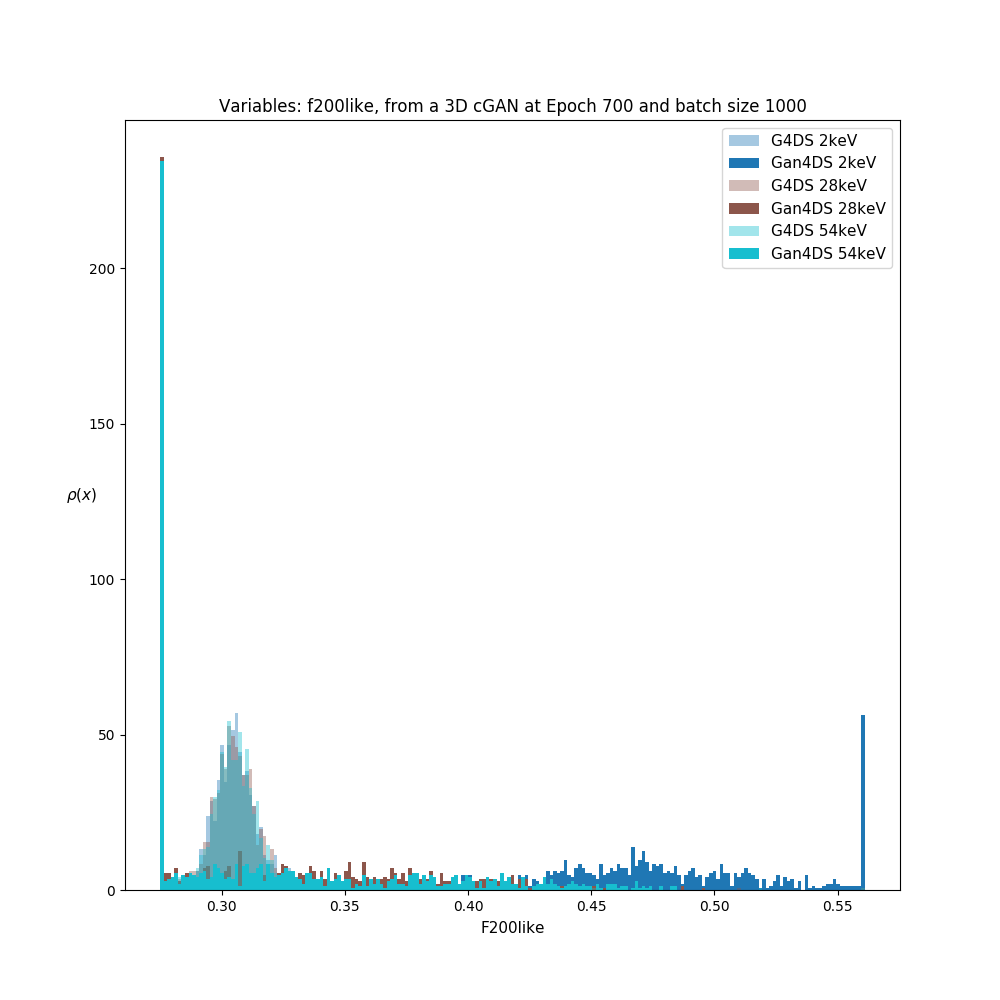 Variables: f200like, from a 3D cGAN at Epoch 700 and batch size 1000
G4DS 2keV
Gan4DS 2keV
G4DS 28keV
Gan4DS 28keV
G4DS 54keV
Gan4DS 54keV
200
150
ρ(x)
100
50
0
0.30 0.35 0.40 0.45 0.50 0.55
F200like